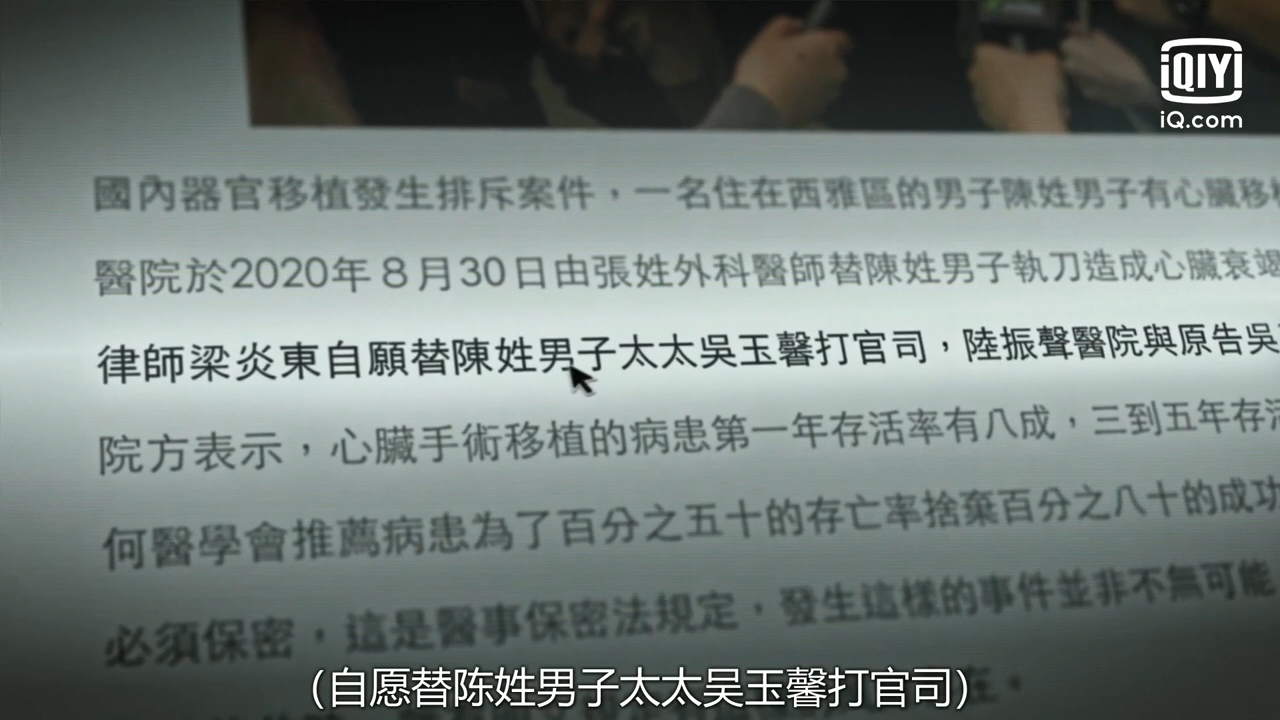 iQIYI
iQ.com
國內器官移植發生排斥案件，一名住在西雅區的男子陳姓男子有心臟移
醫院於2020年8月30日由張姓外科醫師替陳姓男子執刀造成心臟衰竭
律師梁炎東自願替陳姓男子太太吳玉馨打官司，陸振聲醫院與原告吳
院方表示，心臟手術移植的病患第一年存活率有八成，三到五年存活
何醫學會推薦病患為了百分之五十的存亡率捨棄百分之八十的成功
必須保密，這是醫事保密法規定，發生這樣的事件並非不無可能
在。
（自愿替陈姓男子太太吴玉馨打官司）